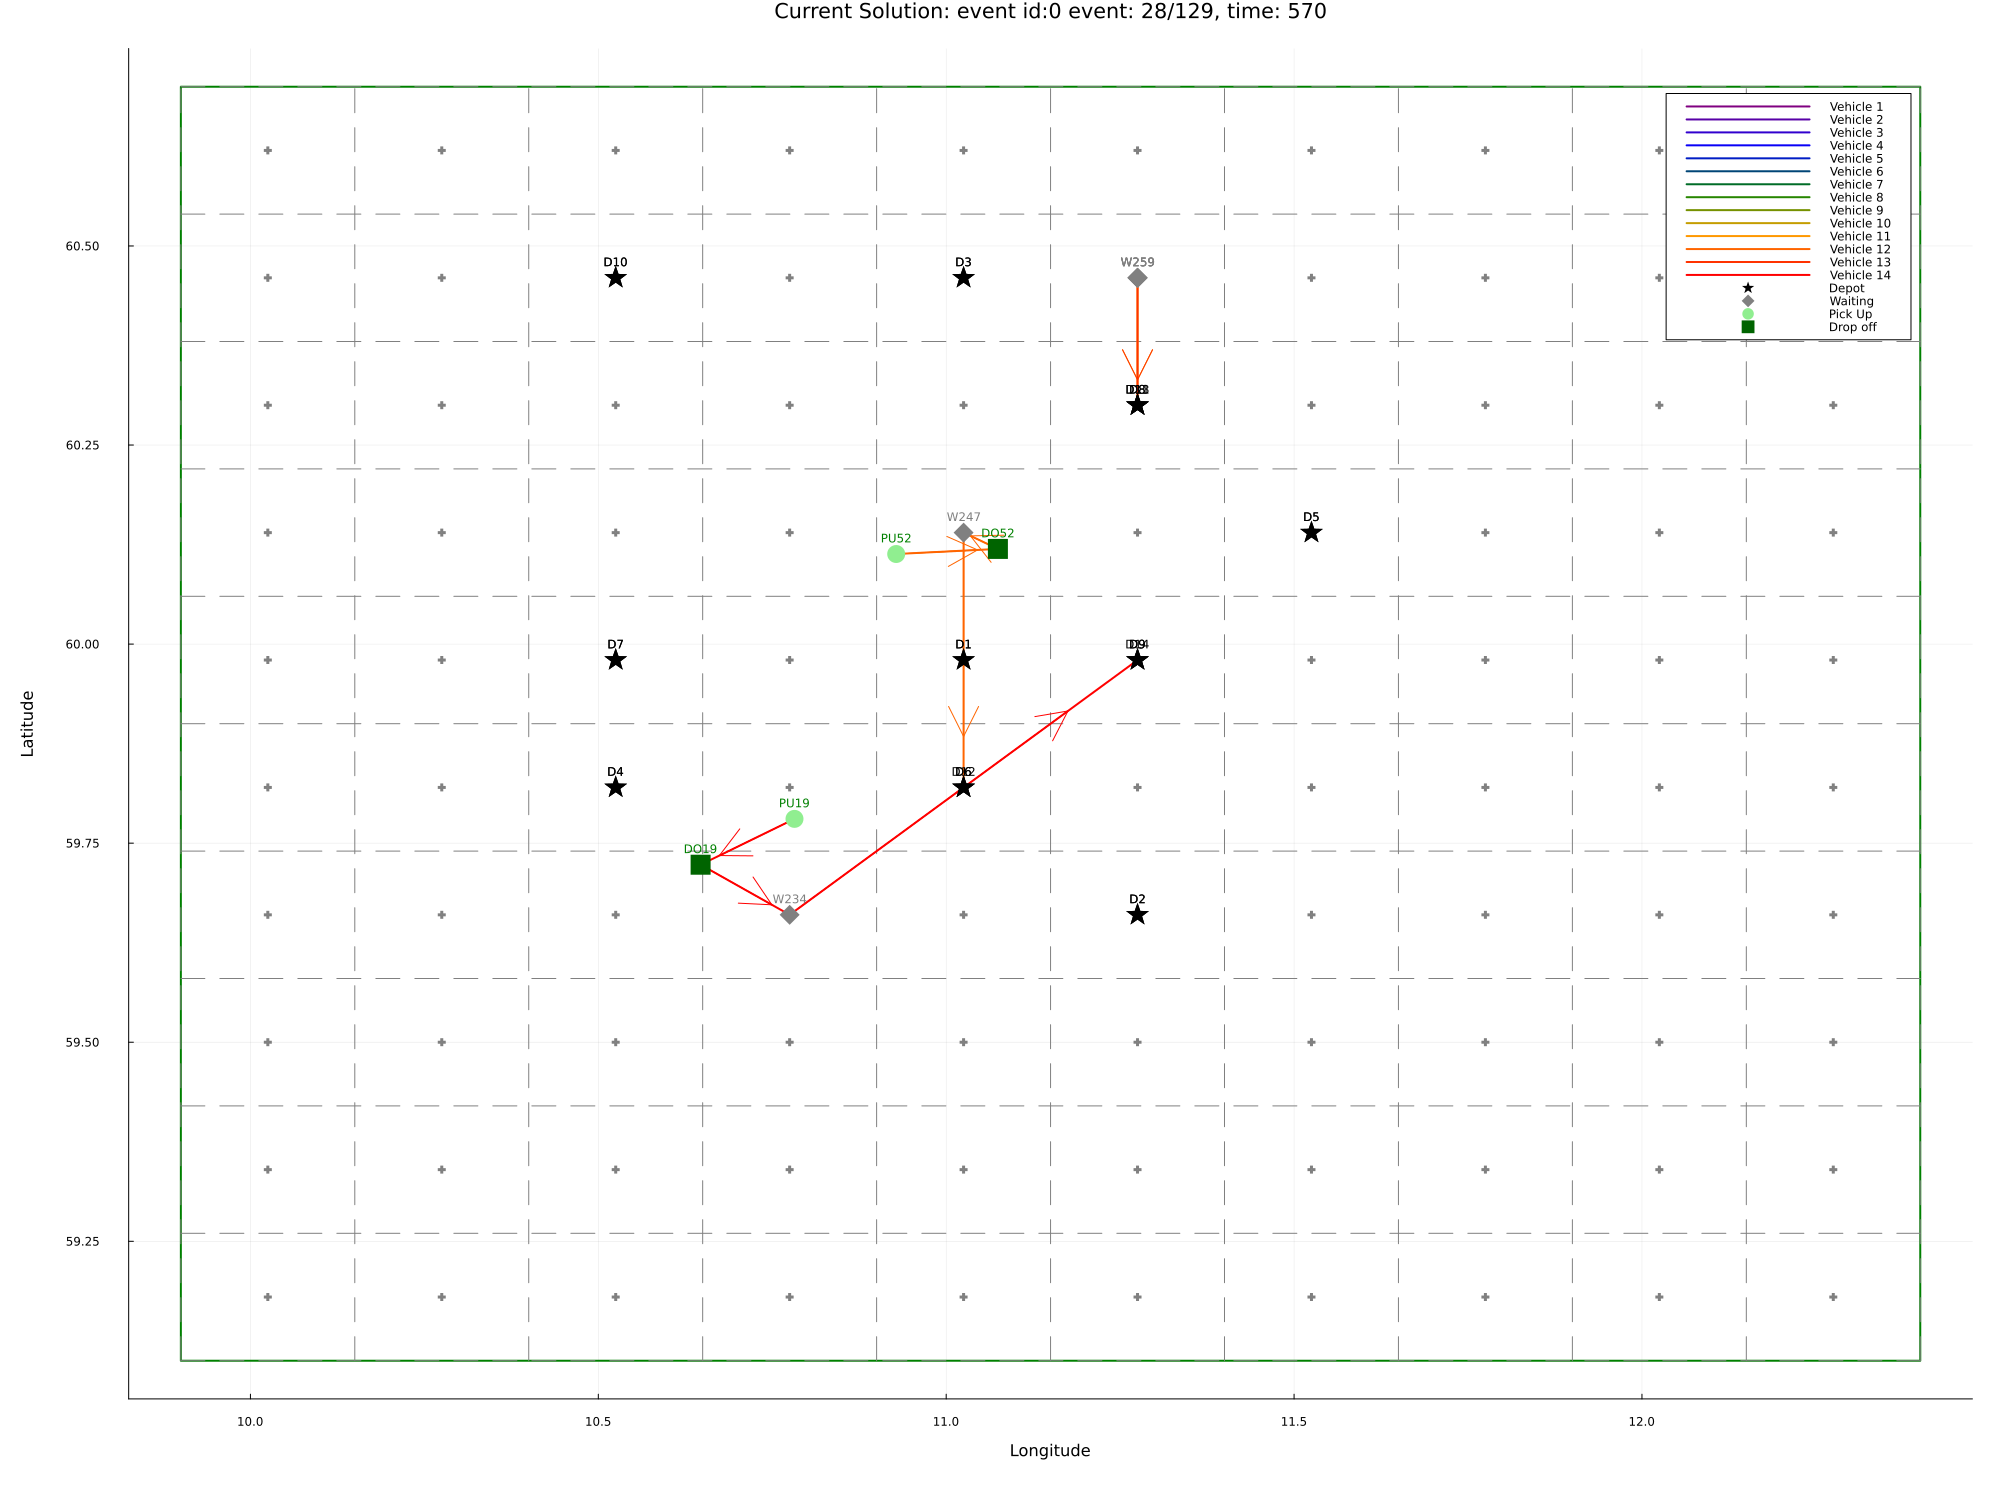 Current Solution: event id:0 event: 28/129, time: 570
Vehicle 1
Vehicle 2
Vehicle 3
Vehicle 4
Vehicle 5
Vehicle 6
Vehicle 7
Vehicle 8
Vehicle 9
Vehicle 10
Vehicle 11
Vehicle 12
Vehicle 13
Vehicle 14
Depot
Waiting
Pick Up
Drop off
60.50
D10
D3
W259
60.25
W247
D5
DO52
PU52
60.00
D7
D1
D9
D4
D6
PU19
59.75
DO19
W234
D2
59.50
59.25
10.0
10.5
11.0
11.5
12.0
Longitude
Latitude